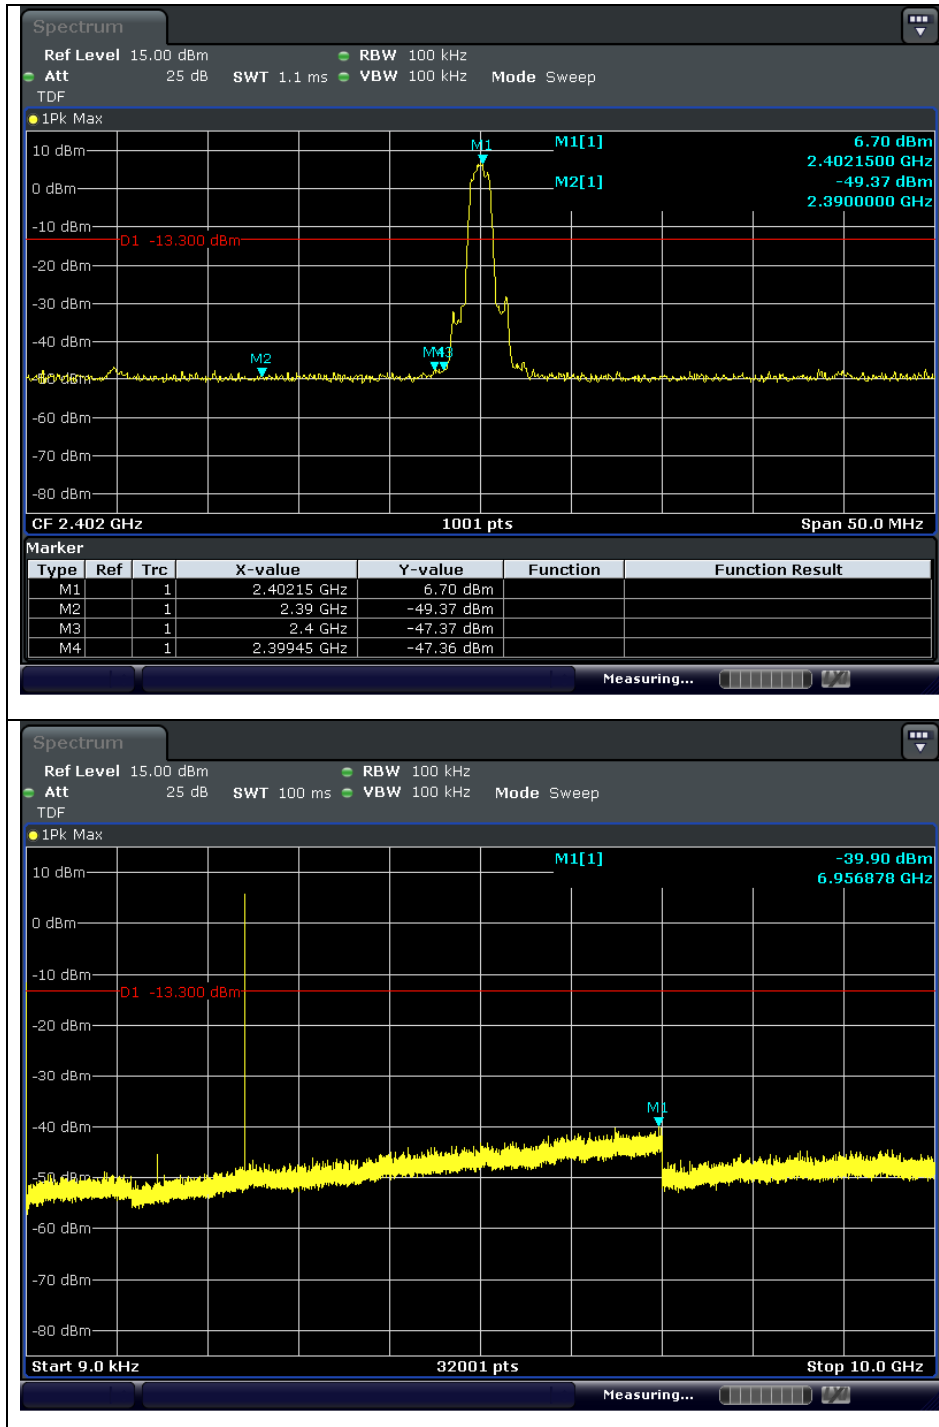 Spectrum
Ref Level 15.00 dBm RBW 100 kHz
Att 25 dB SWT 1.1 ms VBW 100 kHz Mode Sweep
TDF
1Pk Max
M1[1] 6.70 dBm
2.4021500 GHz
M2[1] -49.37 dBm
2.3900000 GHz
M1
10 dBm
0 dBm
-10 dBm
D1 -13.300 dBm
-20 dBm
-30 dBm
-40 dBm
M2
M4
M3
-50 dBm
-60 dBm
-70 dBm
-80 dBm
CF 2.402 GHz 1001 pts Span 50.0 MHz
Marker
Type Ref Trc X-value Y-value Function Function Result
M1 1 2.40215 GHz 6.70 dBm
M2 1 2.39 GHz -49.37 dBm
M3 1 2.4 GHz -47.37 dBm
M4 1 2.39945 GHz -47.36 dBm
Measuring...
Spectrum
Ref Level 15.00 dBm RBW 100 kHz
Att 25 dB SWT 100 ms VBW 100 kHz Mode Sweep
TDF
1Pk Max
M1[1] -39.90 dBm
6.956878 GHz
10 dBm
0 dBm
-10 dBm
D1 -13.300 dBm
-20 dBm
-30 dBm
M1
-40 dBm
-50 dBm
-60 dBm
-70 dBm
-80 dBm
Start 9.0 kHz 32001 pts Stop 10.0 GHz
Measuring...